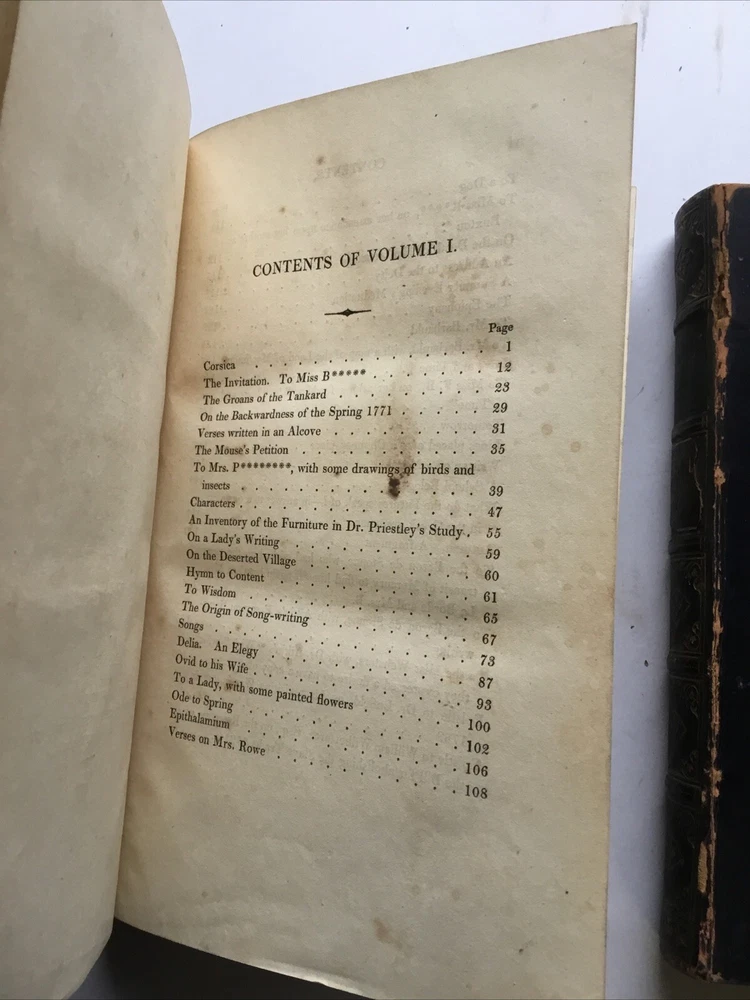 CONTENTS OF VOLUME I.
Page
Corsica . . . . . . . . . . . . . . 1
The Invitation. To Miss B***** . . . . . . . 12
The Groans of the Tankard . . . . . . . . . 23
On the Backwardness of the Spring 1771 . . . . . 29
Verses written in an Alcove . . . . . . . . 31
The Mouse's Petition . . . . . . . . . . 35
To Mrs. P********, with some drawings of birds and
insects . . . . . . . . . . . . . 39
Characters . . . . . . . . . . . . . 47
An Inventory of the Furniture in Dr. Priestley's Study . . 55
On a Lady's Writing . . . . . . . . . . 59
On the Deserted Village . . . . . . . . . 60
Hymn to Content . . . . . . . . . . . 61
To Wisdom . . . . . . . . . . . . 65
The Origin of Song-writing . . . . . . . . 67
Songs . . . . . . . . . . . . . . 73
Delia. An Elegy . . . . . . . . . . . 87
Ovid to his Wife . . . . . . . . . . . 93
To a Lady, with some painted flowers . . . . . . 100
Ode to Spring . . . . . . . . . . . . 102
Epithalamium . . . . . . . . . . . . 106
Verses on Mrs. Rowe . . . . . . . . . . 108